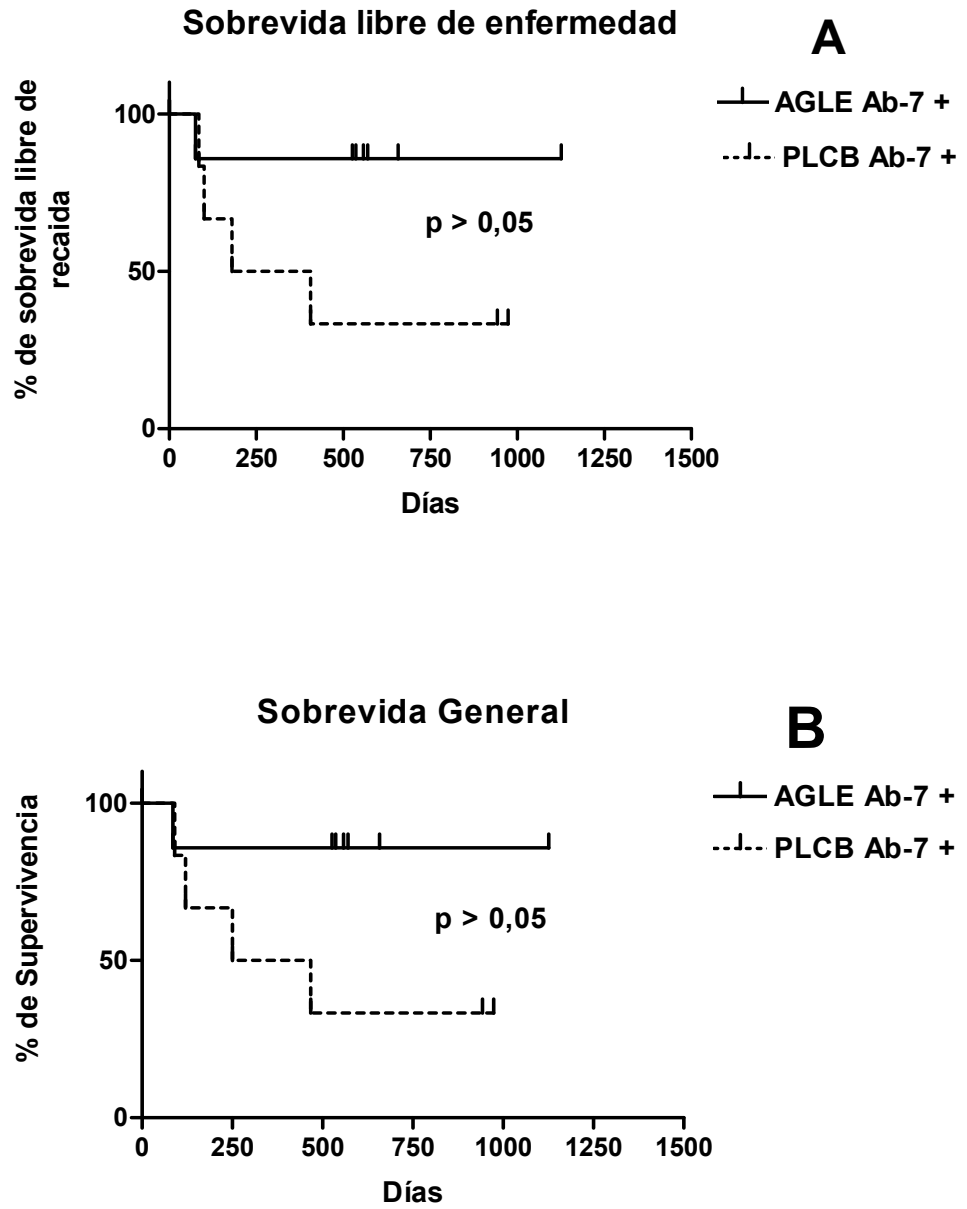 Sobrevida libre de enfermedad
A
AGLE Ab-7 +
PLCB Ab-7 +
% de sobrevida libre de
recaida
100
50
0
p > 0,05
0 250 500 750 1000 1250 1500
Días
Sobrevida General
B
AGLE Ab-7 +
PLCB Ab-7 +
% de Supervivencia
100
50
0
p > 0,05
0 250 500 750 1000 1250 1500
Días